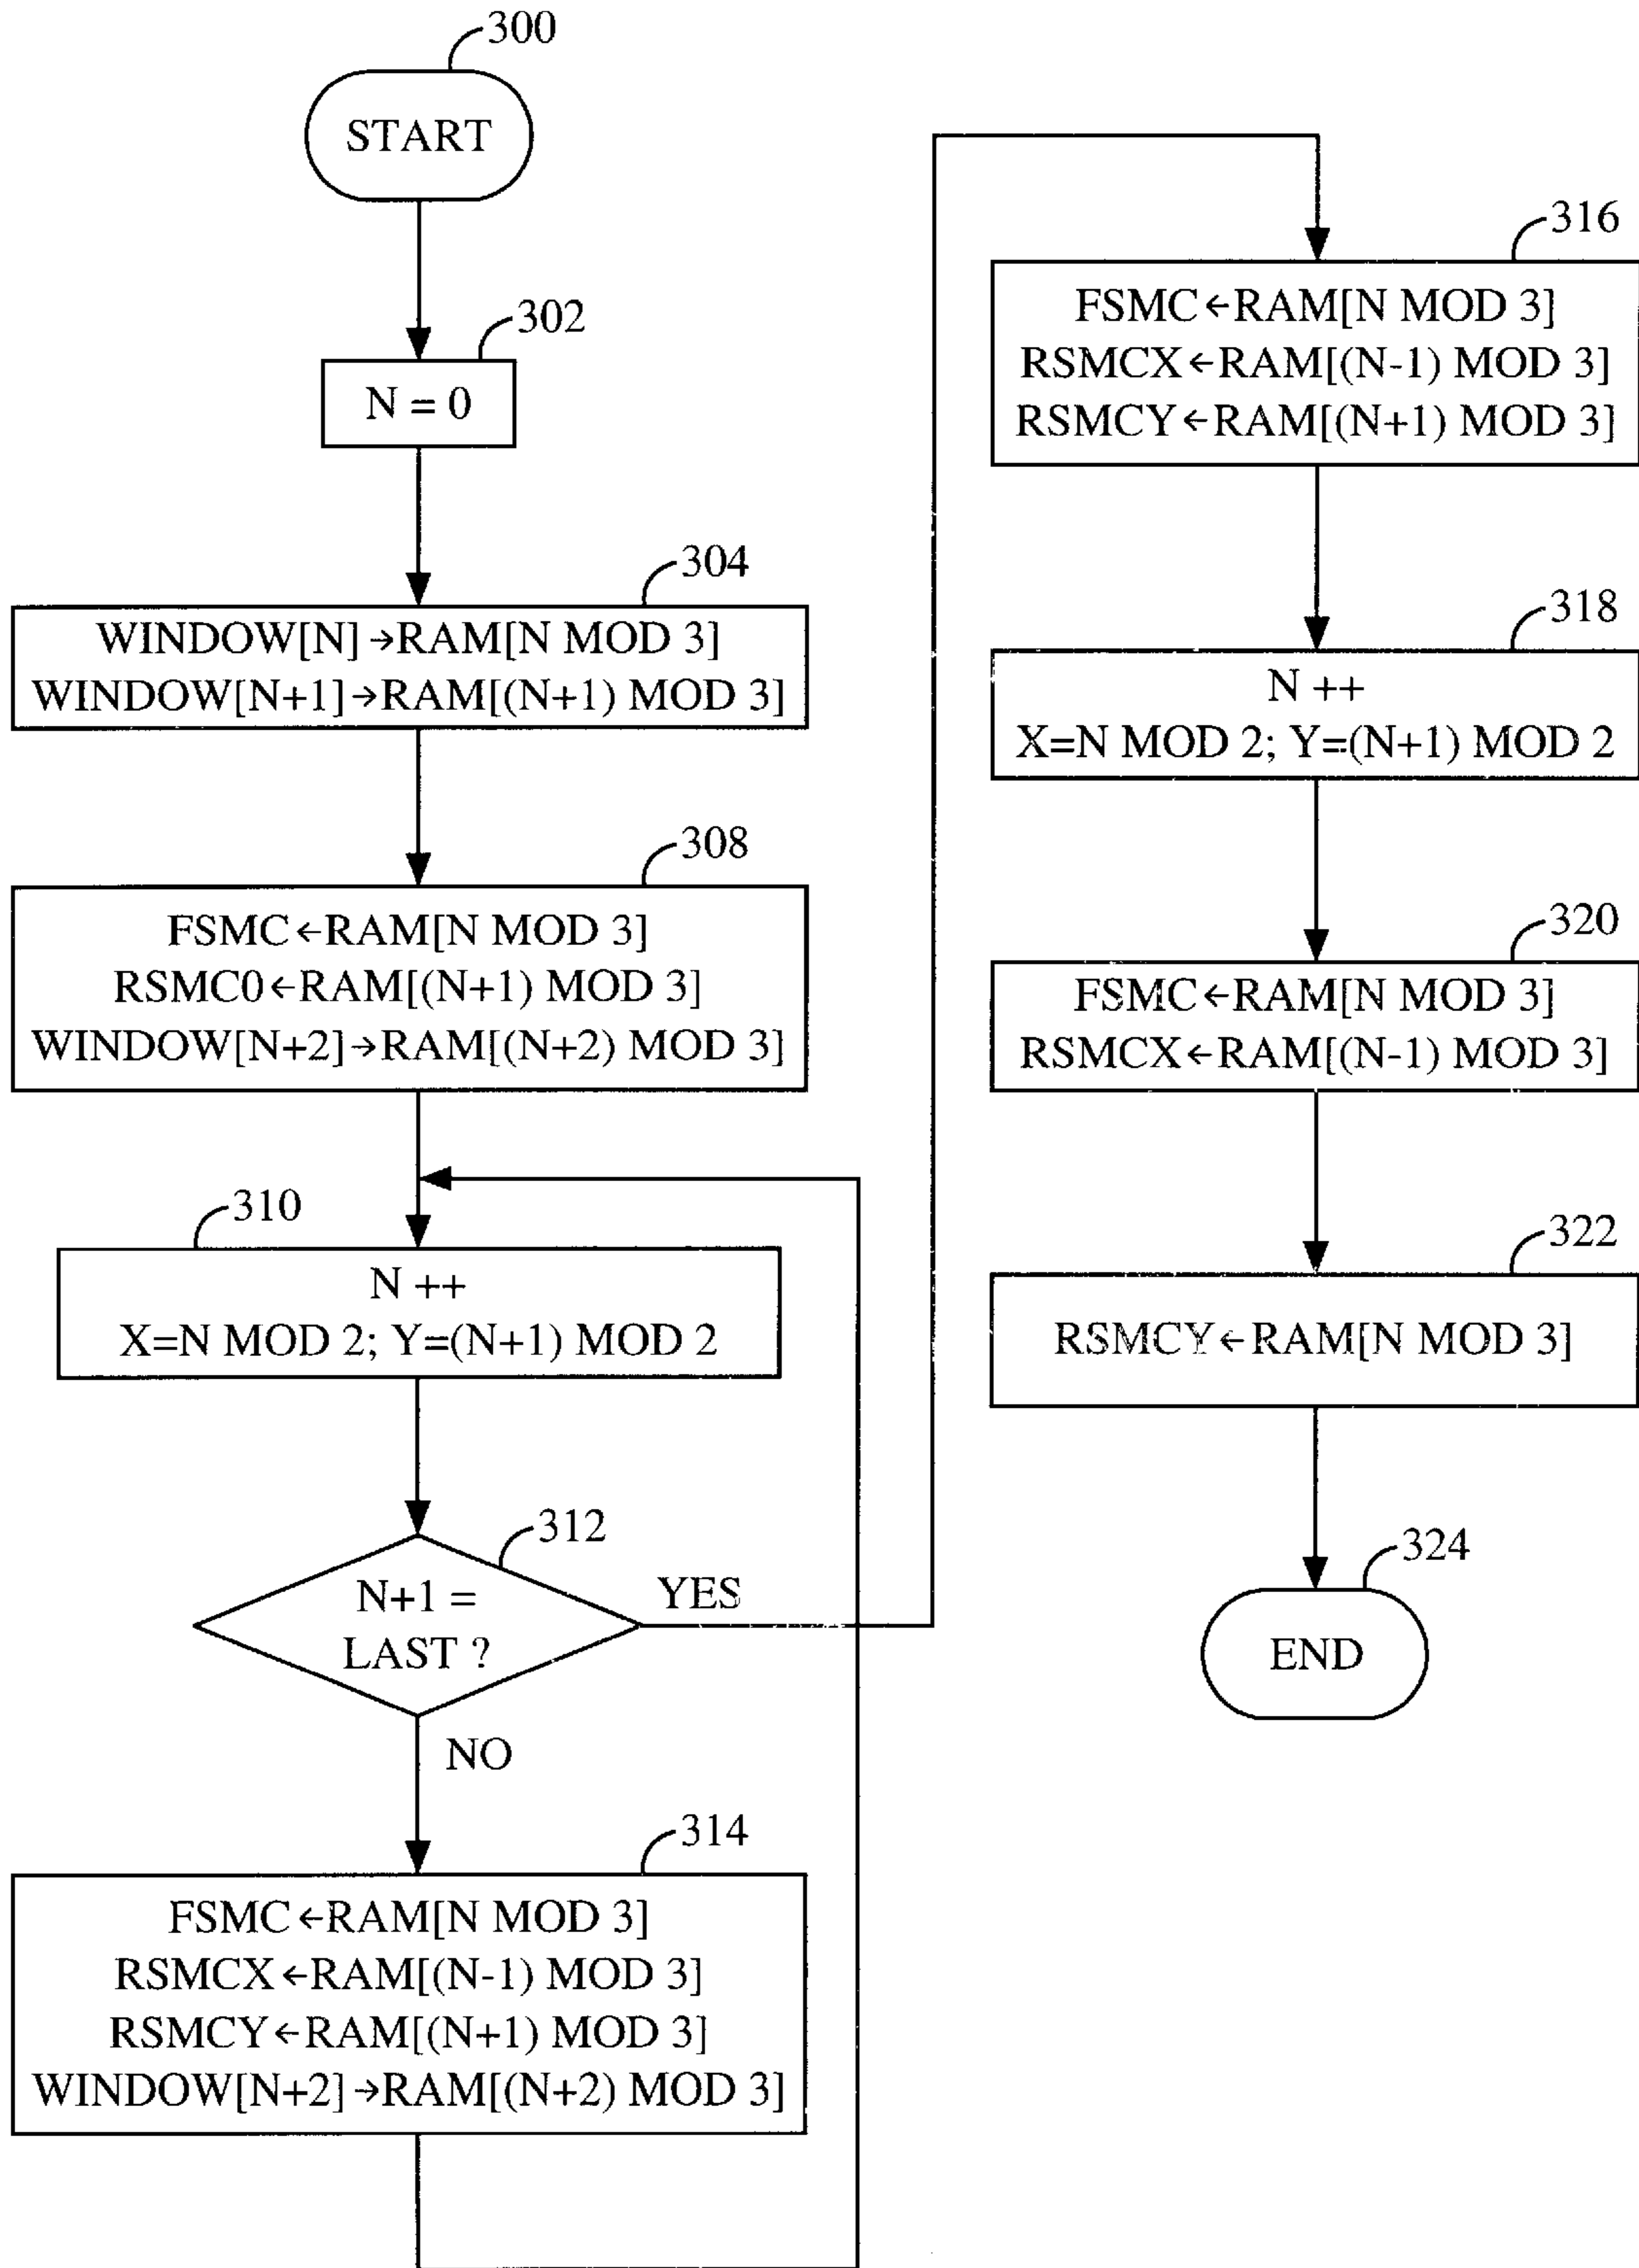 300
START
302
N = 0
304
WINDOW[N]→RAM[N MOD 3]
WINDOW[N+1]→RAM[(N+1) MOD 3]
308
FSMC←RAM[N MOD 3]
RSMC0←RAM[(N+1) MOD 3]
WINDOW[N+2]→RAM[(N+2) MOD 3]
310
N ++
X=N MOD 2; Y=(N+1) MOD 2
312
N+1 =
LAST ?
YES
NO
314
FSMC←RAM[N MOD 3]
RSMCX←RAM[(N-1) MOD 3]
RSMCY←RAM[(N+1) MOD 3]
WINDOW[N+2]→RAM[(N+2) MOD 3]
316
FSMC←RAM[N MOD 3]
RSMCX←RAM[(N-1) MOD 3]
RSMCY←RAM[(N+1) MOD 3]
318
N ++
X=N MOD 2; Y=(N+1) MOD 2
320
FSMC←RAM[N MOD 3]
RSMCX←RAM[(N-1) MOD 3]
322
RSMCY←RAM[N MOD 3]
324
END